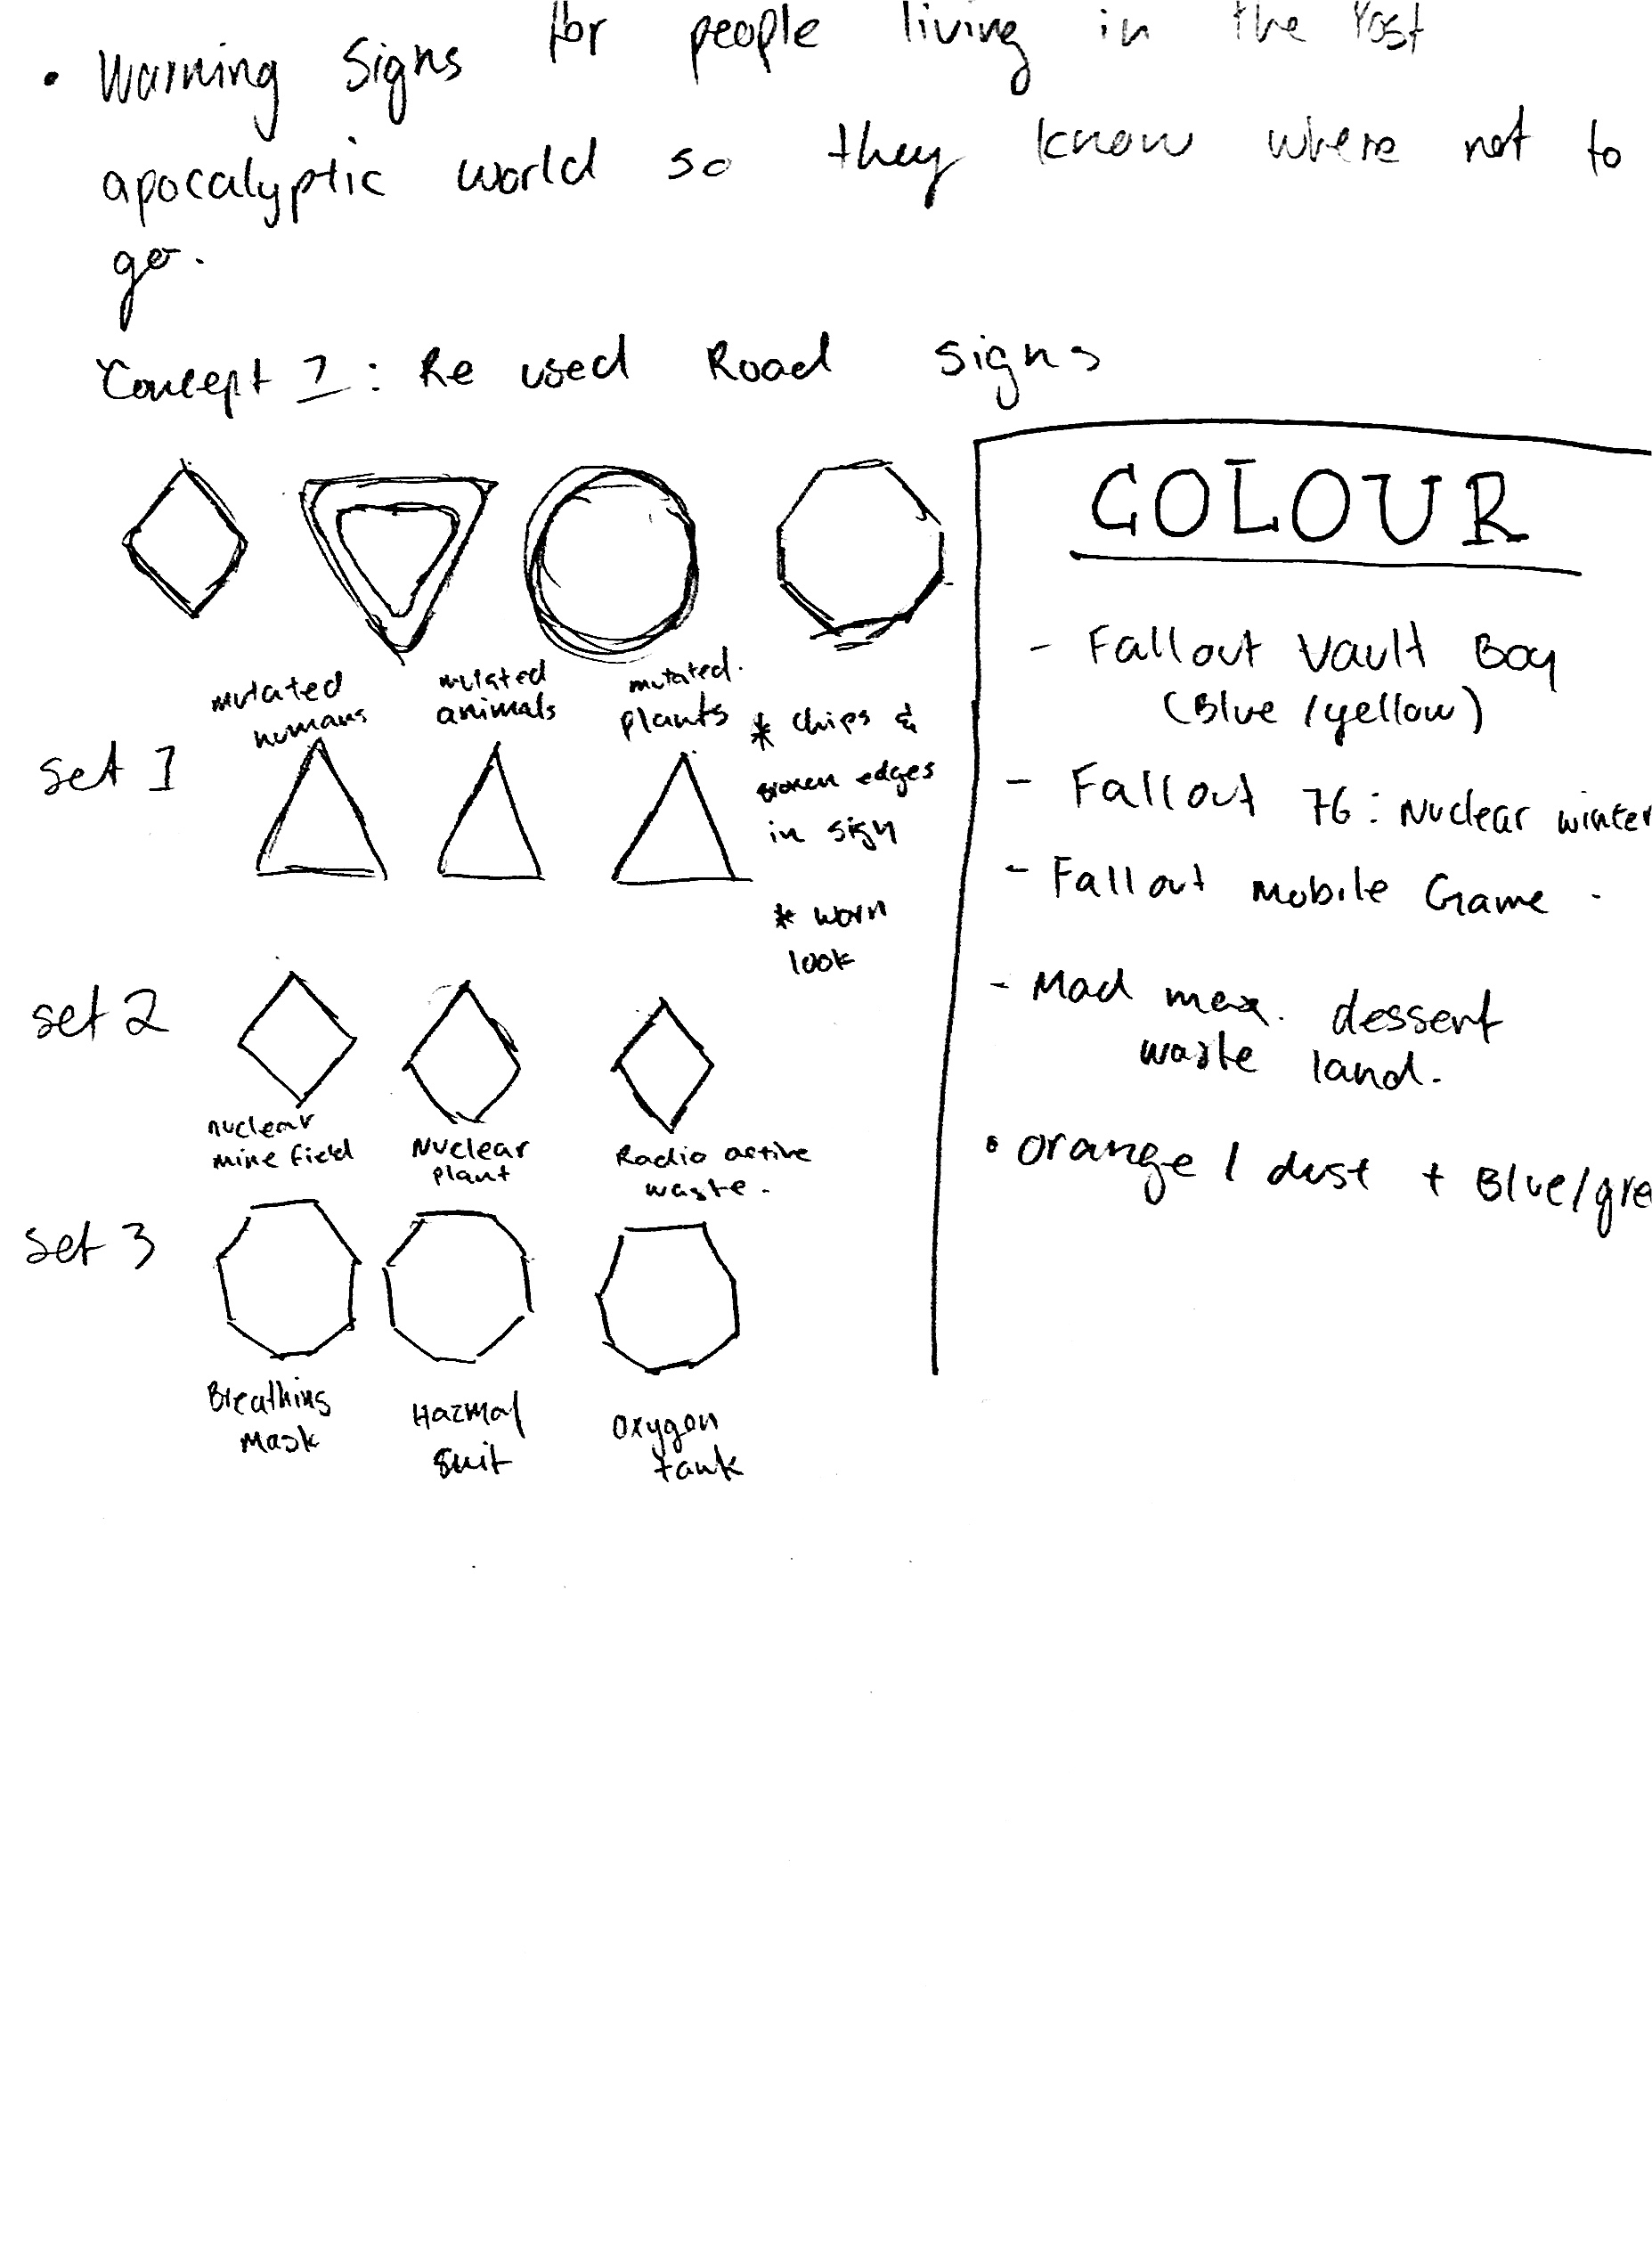 • Warning Signs for people living in the Post
apocalyptic world so they know where not to
go.
Concept 1: Re used Road signs
mutated
humans
mutated
animals
mutated.
plants
* chips &
broken edges
in sign
* worn
look
set 1
set 2
nuclear
mine field
Nuclear
plant
Radio active
waste.
set 3
Breathing
Mask
Hazmat
suit
oxygen
tank
COLOUR
- Fallout Vault Boy
(Blue / yellow)
- Fallout 76: Nuclear winter
- Fallout mobile Game.
- Mad max. dessert
waste land.
• orange / dust + Blue/gre